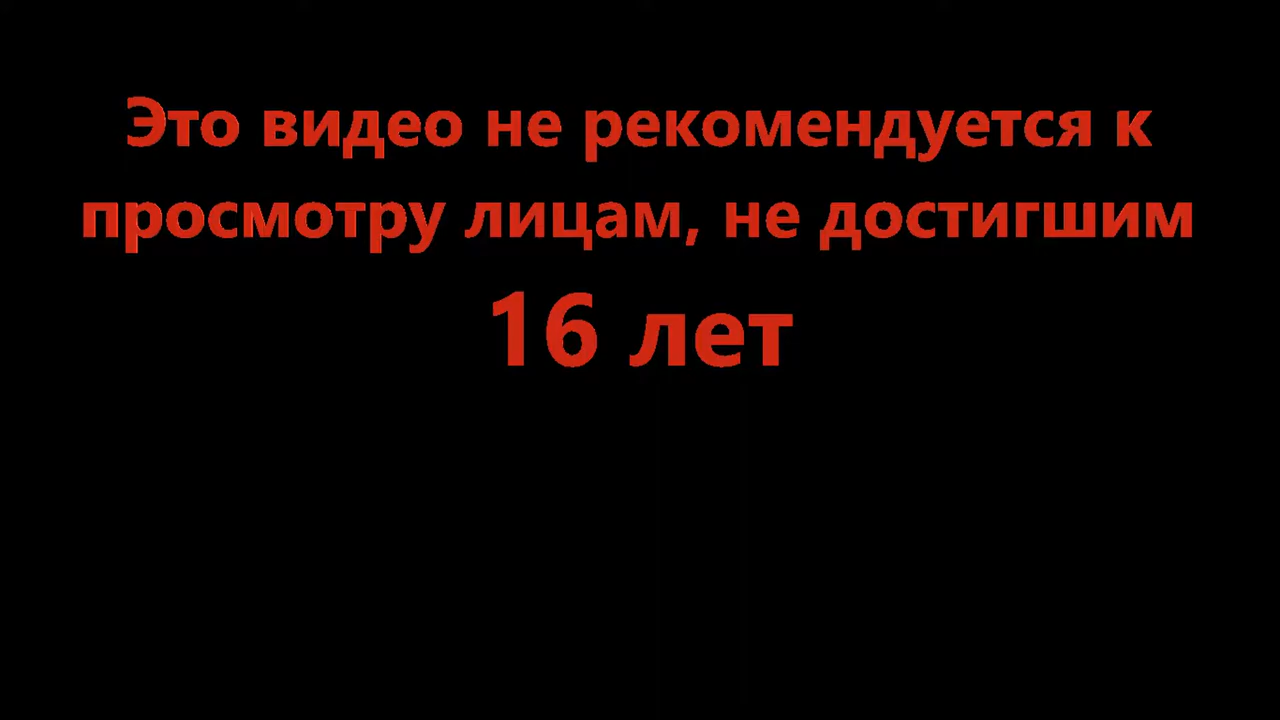 Это видео не рекомендуется к
просмотру лицам, не достигшим
16 лет